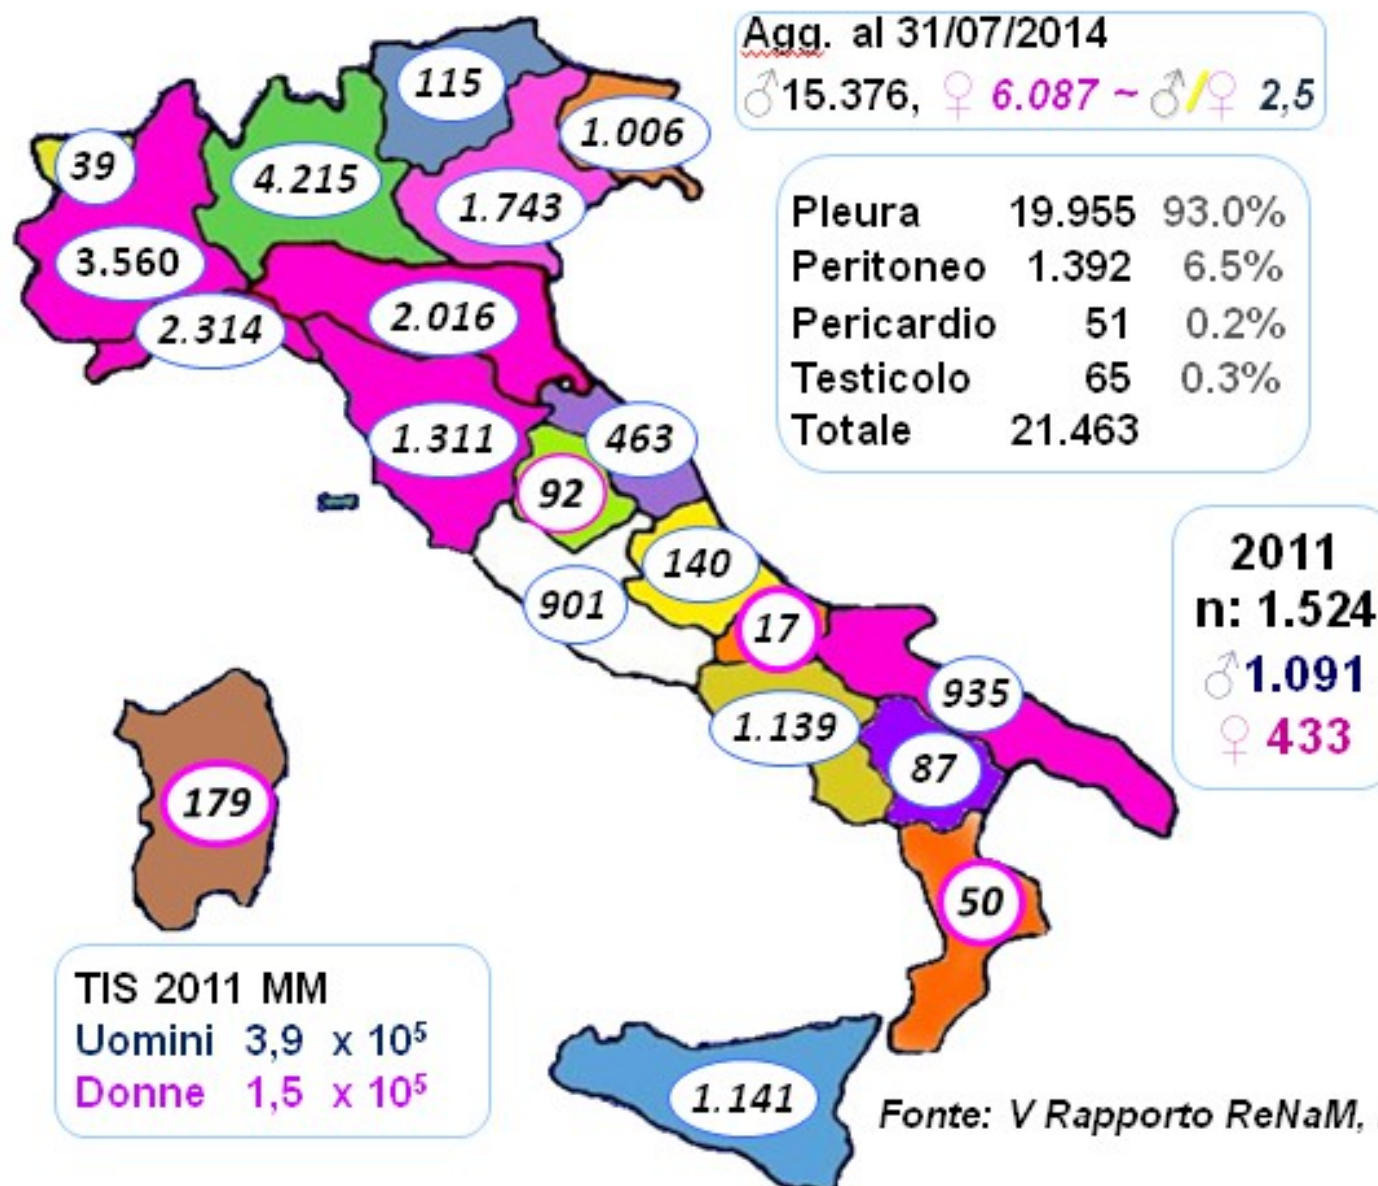 Agg. al 31/07/2014
♂15.376, ♀ 6.087 ~ ♂/♀ 2,5
115
1.006
39
4.215
1.743
3.560
2.314
2.016
Pleura 19.955 93.0%
Peritoneo 1.392 6.5%
Pericardio 51 0.2%
Testicolo 65 0.3%
Totale 21.463
1.311
463
92
140
901
17
2011
n: 1.524
♂1.091
♀ 433
935
1.139
87
179
50
TIS 2011 MM
Uomini 3,9 x 10⁵
Donne 1,5 x 10⁵
1.141
Fonte: V Rapporto ReNaM,